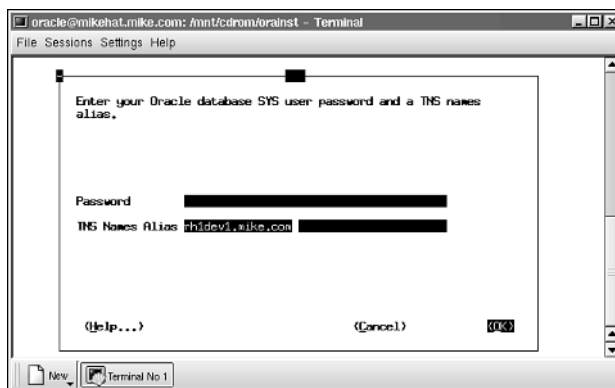 oracle@mikehat.mike.com: /mnt/cdrom/orainst - Terminal
File Sessions Settings Help
Enter your Oracle database SYS user password and a TNS names
alias.
Password
TNS Names Alias rh1dev1.mike.com
(Help...) (Cancel) (OK)
New Terminal No 1